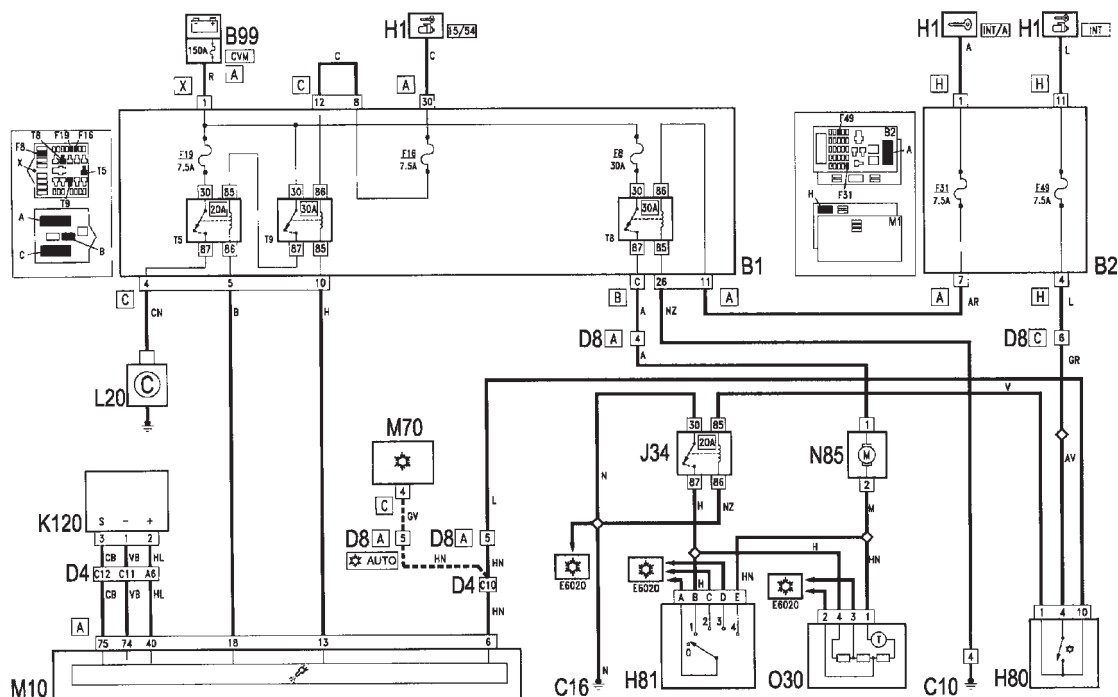 B99
150A
CVM
A
R
X
1
C
C
12
8
H1
15/54
C
A
30
H1
INT/A
A
H
1
H1
INT
L
H
11
T8 F19 F16
F8
X
T5
T9
A
B
C
F19
7.5A
F16
7.5A
F8
30A
30
85
20A
T5
87
86
30
86
30A
T9
87
85
30
86
30A
T8
87
85
B1
F49
B2
A
F31
H
M1
F31
7.5A
F49
7.5A
B2
C
4
5
10
B
C
26
11
A
A
7
AR
H
4
L
CN
B
H
A
NZ
D8 A
4
A
D8 C
6
GR
L20
C
V
M70
4
C
GV
D8 A
5
AUTO
HN
D8 A
5
L
HN
D4
C10
HN
30
85
J34
20A
87
86
N
H
NZ
1
N85
M
2
M
HN
AV
K120
S
-
+
3
1
2
CB
VB
HL
D4
C12
C11
A6
CB
VB
HL
A
75
74
40
18
13
6
M10
E6020
E6020
H
HN
H
E6020
A
B
C
D
E
1
2
3
4
0
H81
2
4
3
1
T
O30
N
C16
4
C10
1
4
10
H80